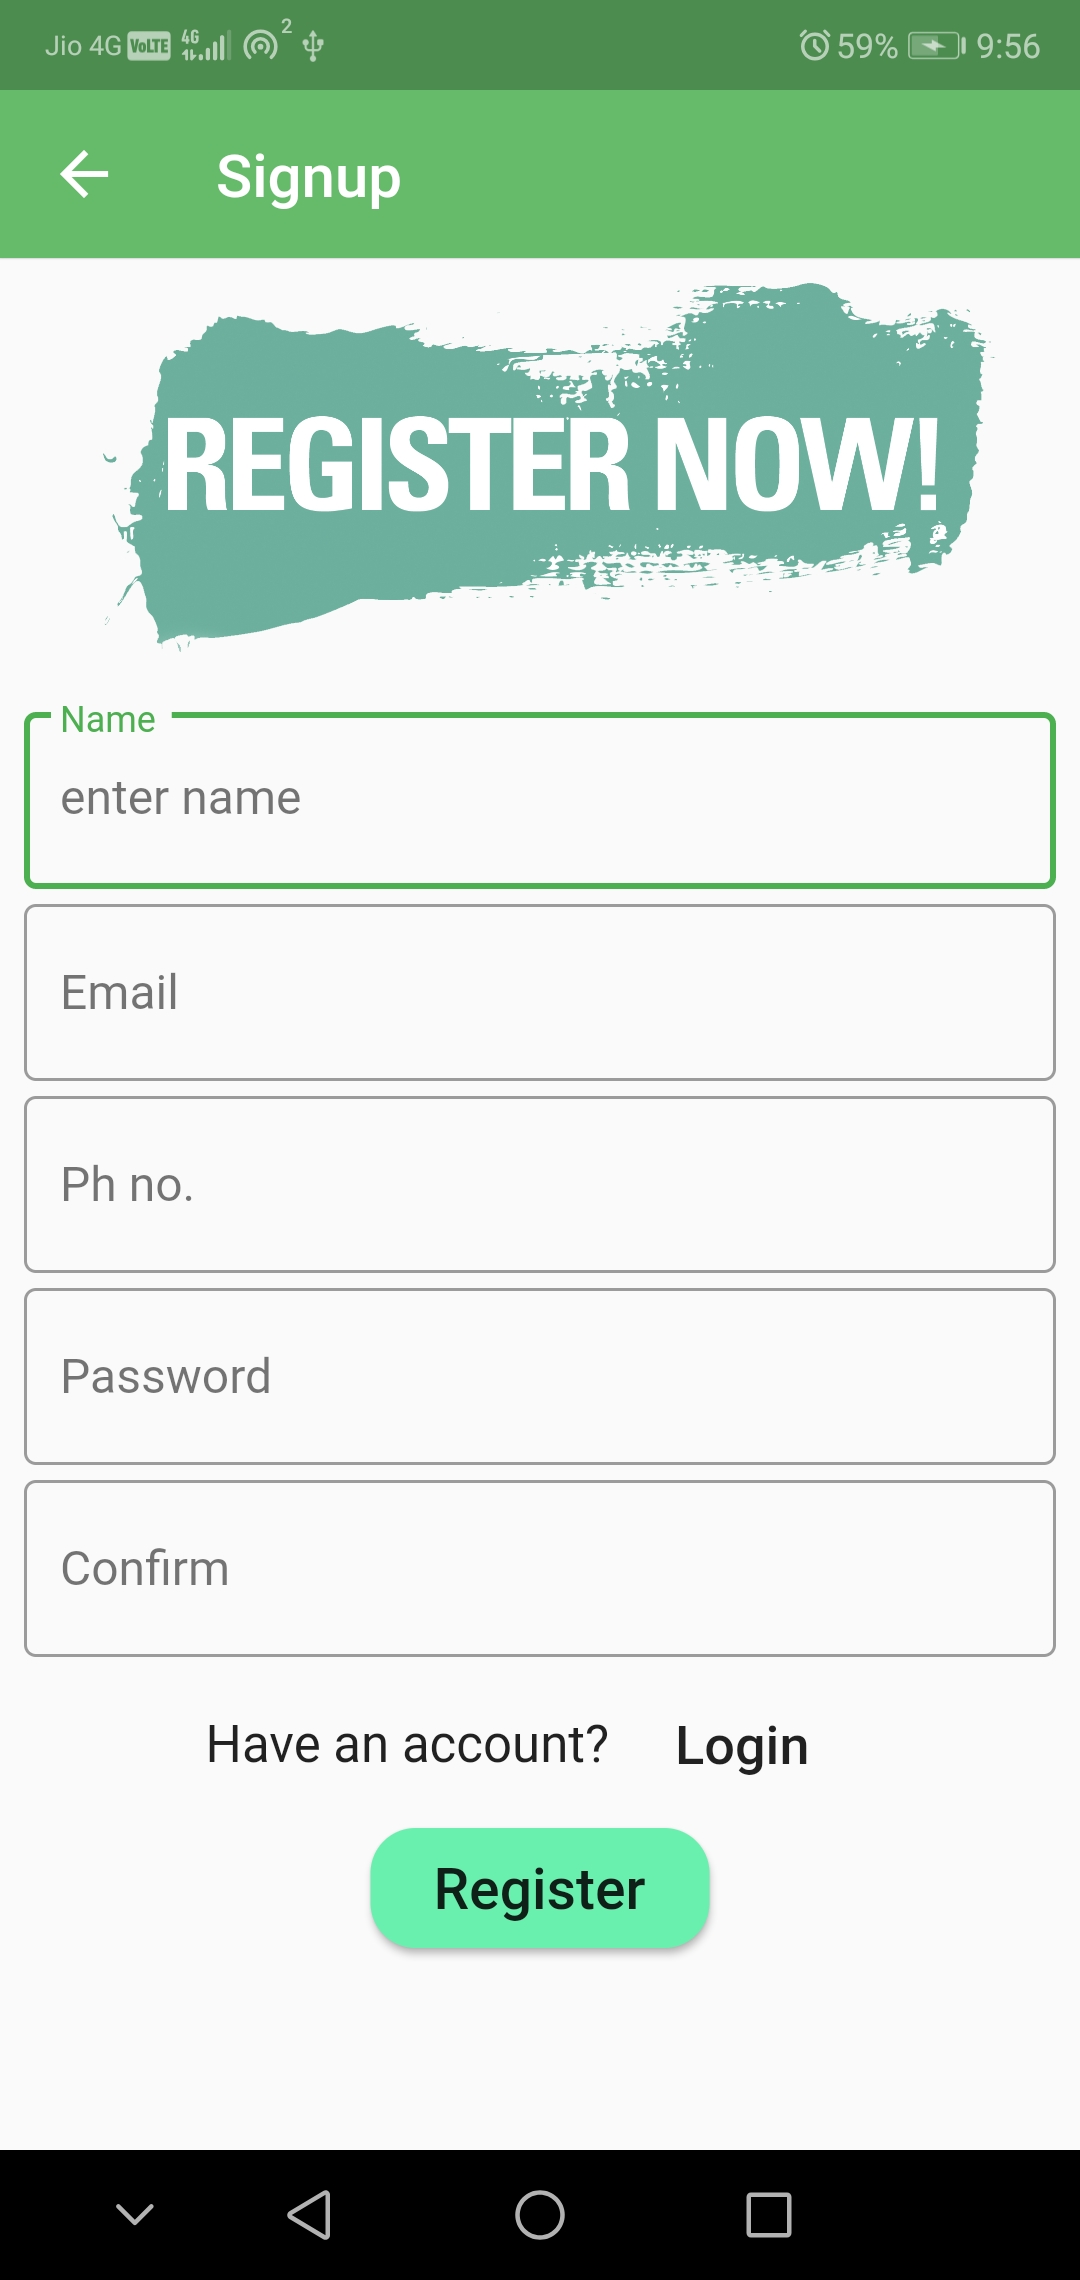 Jio 4G VoLTE 4G 2 59% 9:56
Signup
REGISTER NOW!
Name
enter name
Email
Ph no.
Password
Confirm
Have an account? Login
Register